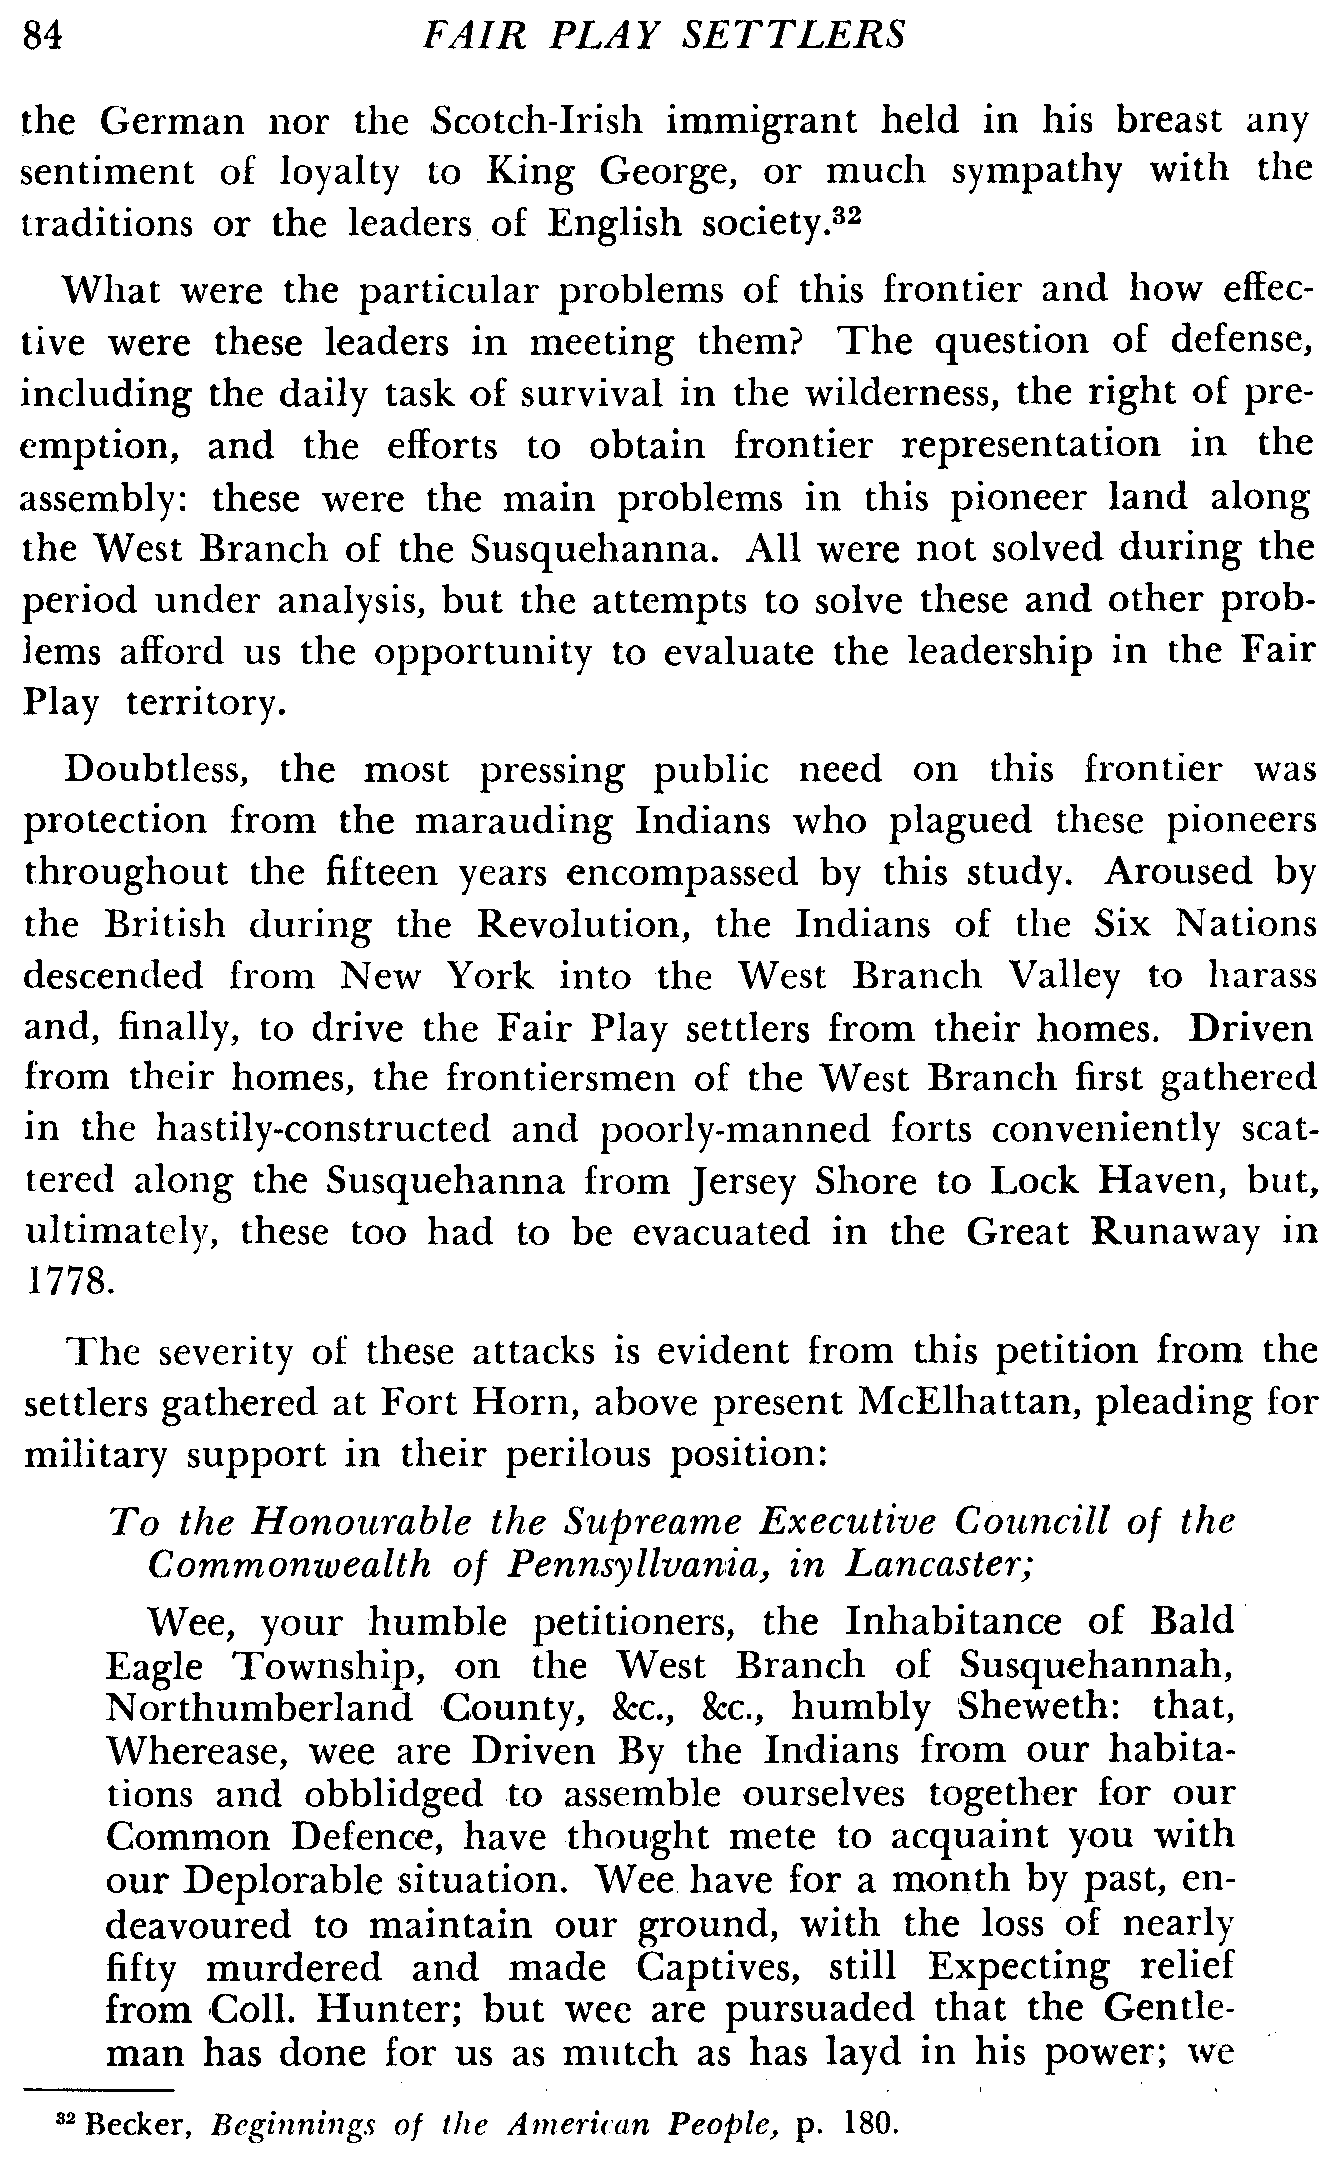 84 FAIR PLAY SETTLERS
the German nor the Scotch-Irish immigrant held in his breast any
sentiment of loyalty to King George, or much sympathy with the
traditions or the leaders of English society.³²
What were the particular problems of this frontier and how effec-
tive were these leaders in meeting them? The question of defense,
including the daily task of survival in the wilderness, the right of pre-
emption, and the efforts to obtain frontier representation in the
assembly: these were the main problems in this pioneer land along
the West Branch of the Susquehanna. All were not solved during the
period under analysis, but the attempts to solve these and other prob-
lems afford us the opportunity to evaluate the leadership in the Fair
Play territory.
Doubtless, the most pressing public need on this frontier was
protection from the marauding Indians who plagued these pioneers
throughout the fifteen years encompassed by this study. Aroused by
the British during the Revolution, the Indians of the Six Nations
descended from New York into the West Branch Valley to harass
and, finally, to drive the Fair Play settlers from their homes. Driven
from their homes, the frontiersmen of the West Branch first gathered
in the hastily-constructed and poorly-manned forts conveniently scat-
tered along the Susquehanna from Jersey Shore to Lock Haven, but,
ultimately, these too had to be evacuated in the Great Runaway in
1778.
The severity of these attacks is evident from this petition from the
settlers gathered at Fort Horn, above present McElhattan, pleading for
military support in their perilous position:
To the Honourable the Supreame Executive Councill of the
Commonwealth of Pennsyllvania, in Lancaster;
Wee, your humble petitioners, the Inhabitance of Bald
Eagle Township, on the West Branch of Susquehannah,
Northumberland County, &c., &c., humbly Sheweth: that,
Wherease, wee are Driven By the Indians from our habita-
tions and obblidged to assemble ourselves together for our
Common Defence, have thought mete to acquaint you with
our Deplorable situation. Wee have for a month by past, en-
deavoured to maintain our ground, with the loss of nearly
fifty murdered and made Captives, still Expecting relief
from Coll. Hunter; but wee are pursuaded that the Gentle-
man has done for us as mutch as has layd in his power; we
³² Becker, Beginnings of the American People, p. 180.